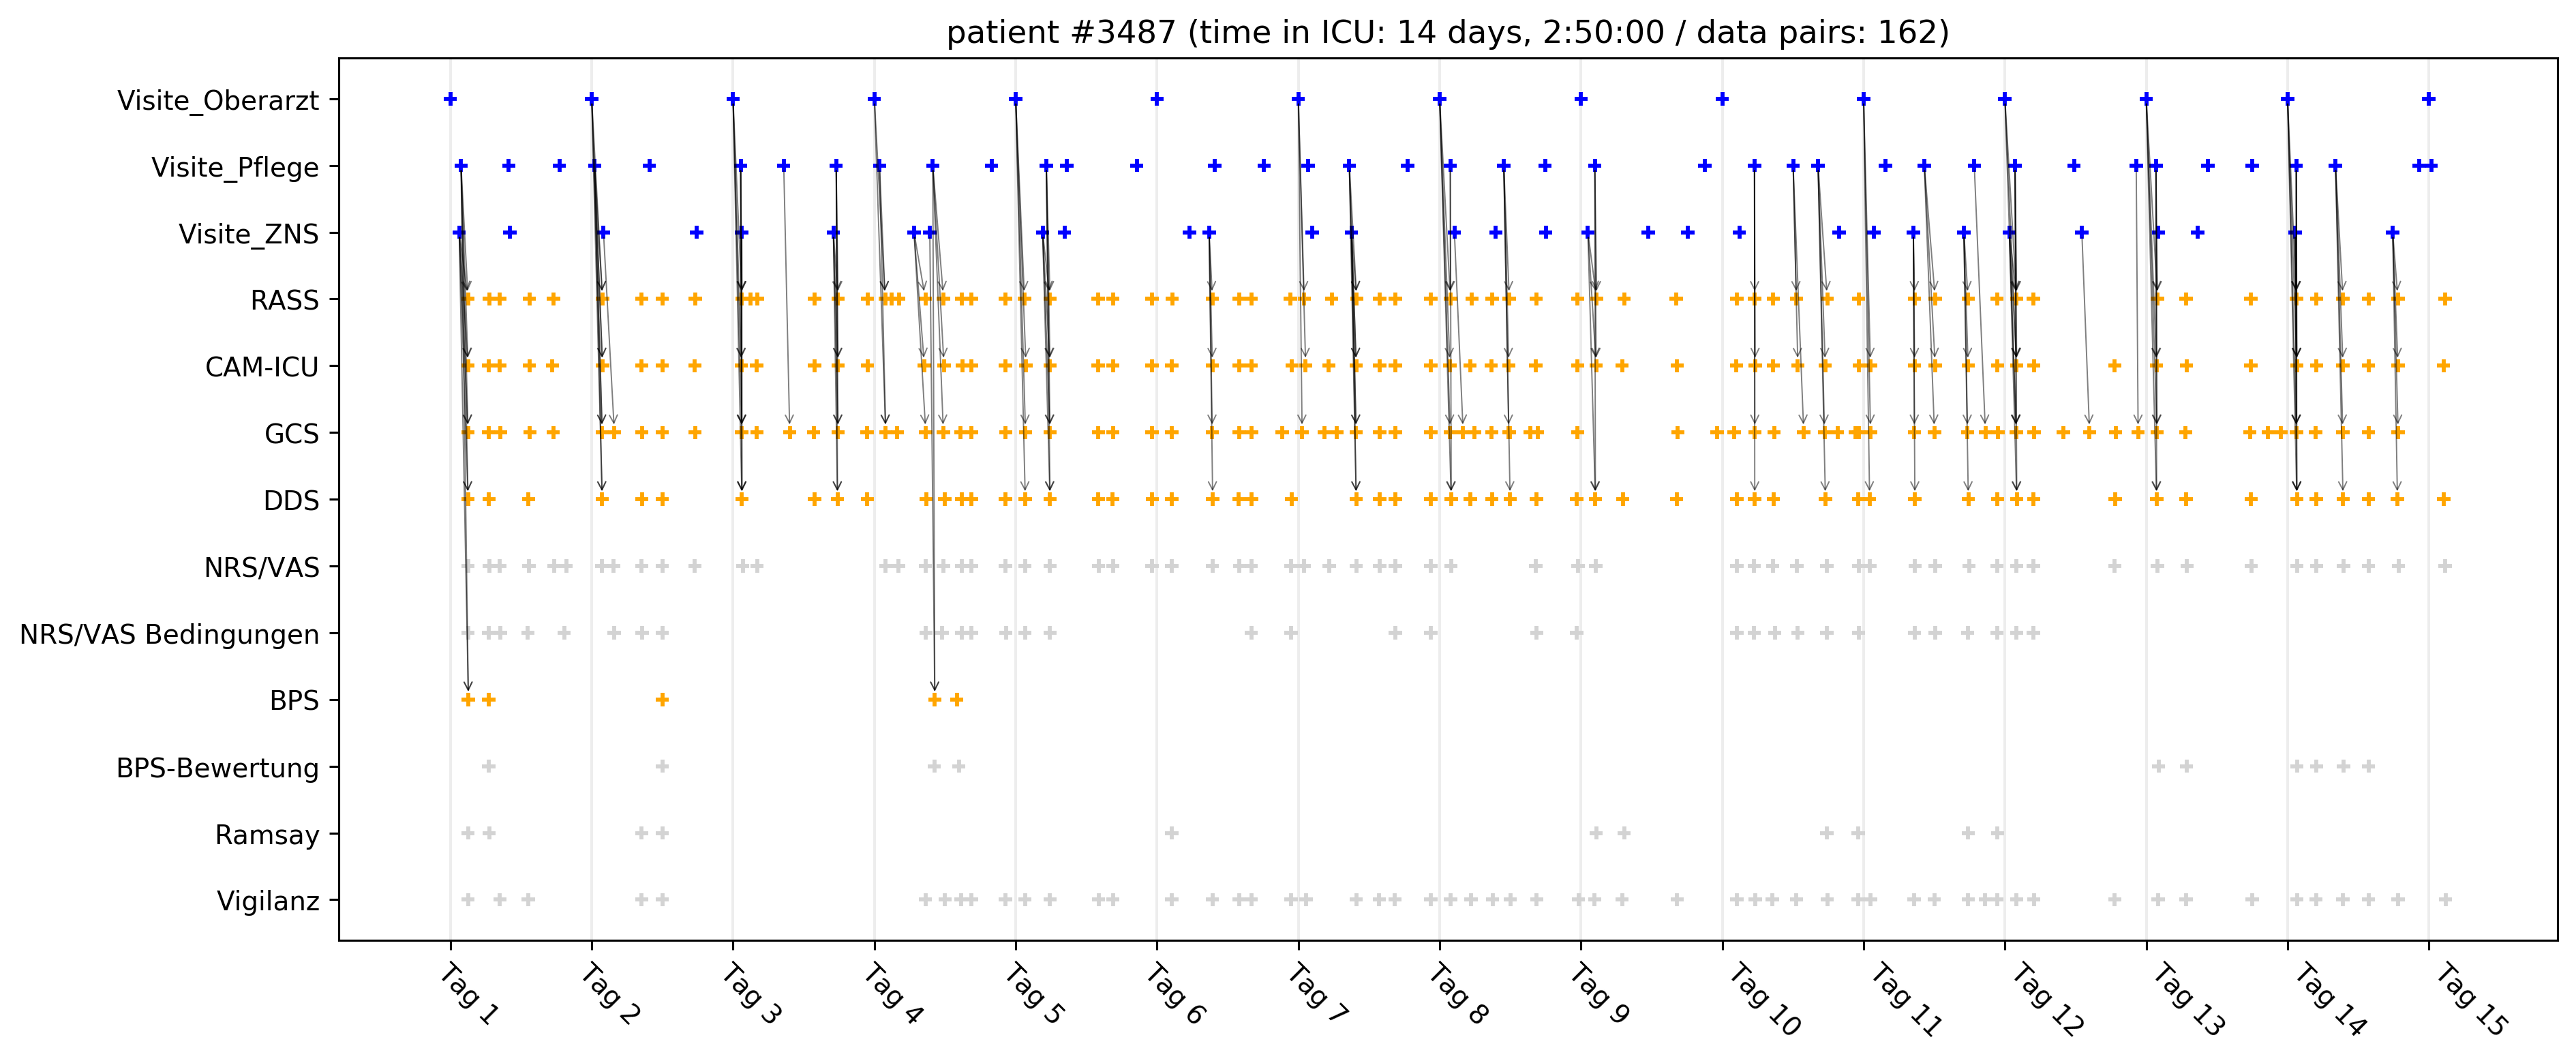 patient #3487 (time in ICU: 14 days, 2:50:00 / data pairs: 162)
Visite_Oberarzt
Visite_Pflege
Visite_ZNS
RASS
CAM-ICU
GCS
DDS
NRS/VAS
NRS/VAS Bedingungen
BPS
BPS-Bewertung
Ramsay
Vigilanz
Tag 1
Tag 2
Tag 3
Tag 4
Tag 5
Tag 6
Tag 7
Tag 8
Tag 9
Tag 10
Tag 11
Tag 12
Tag 13
Tag 14
Tag 15